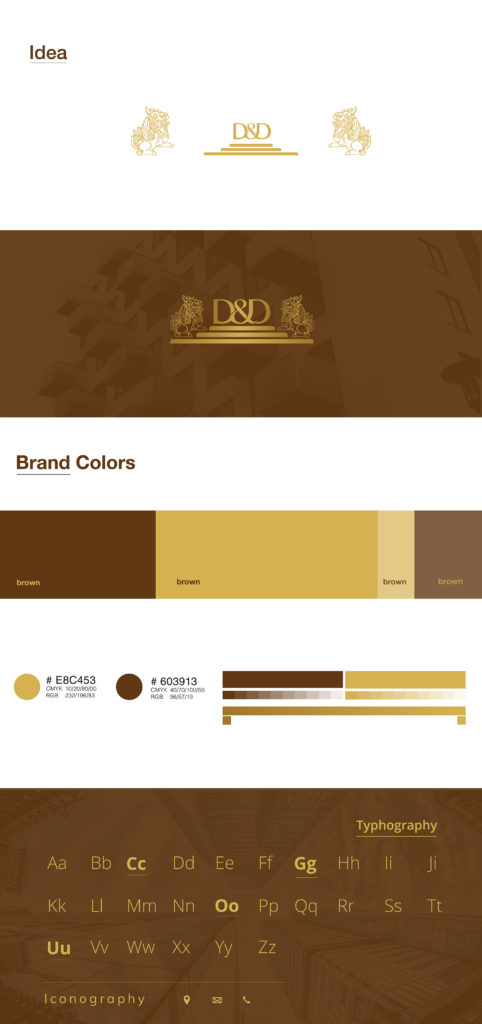 Idea
D&D
D&D
Brand Colors
brown
brown
brown
brown
# E8C453
CMYK 10/20/80/00
RGB 232/196/83
# 603913
CMYK 40/70/100/50
RGB 96/57/19
Typhography
Aa Bb Cc Dd Ee Ff Gg Hh Ii Ji
Kk Ll Mm Nn Oo Pp Qq Rr Ss Tt
Uu Vv Ww Xx Yy Zz
Iconography